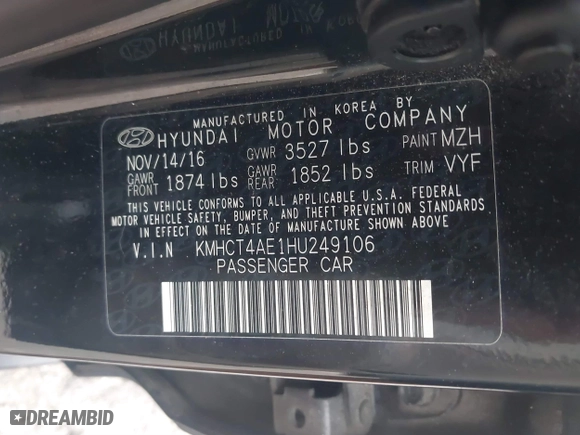 MANUFACTURED IN KOREA BY
HYUNDAI MOTOR COMPANY
NOV/14/16 GVWR 3527 lbs PAINT MZH
GAWR FRONT 1874 lbs GAWR REAR: 1852 lbs TRIM VYF
THIS VEHICLE CONFORMS TO ALL APPLICABLE U.S.A. FEDERAL
MOTOR VEHICLE SAFETY, BUMPER, AND THEFT PREVENTION STANDARDS
IN EFFECT ON THE DATE OF MANUFACTURE SHOWN ABOVE.
V.I.N KMHCT4AE1HU249106
PASSENGER CAR
DREAMBID